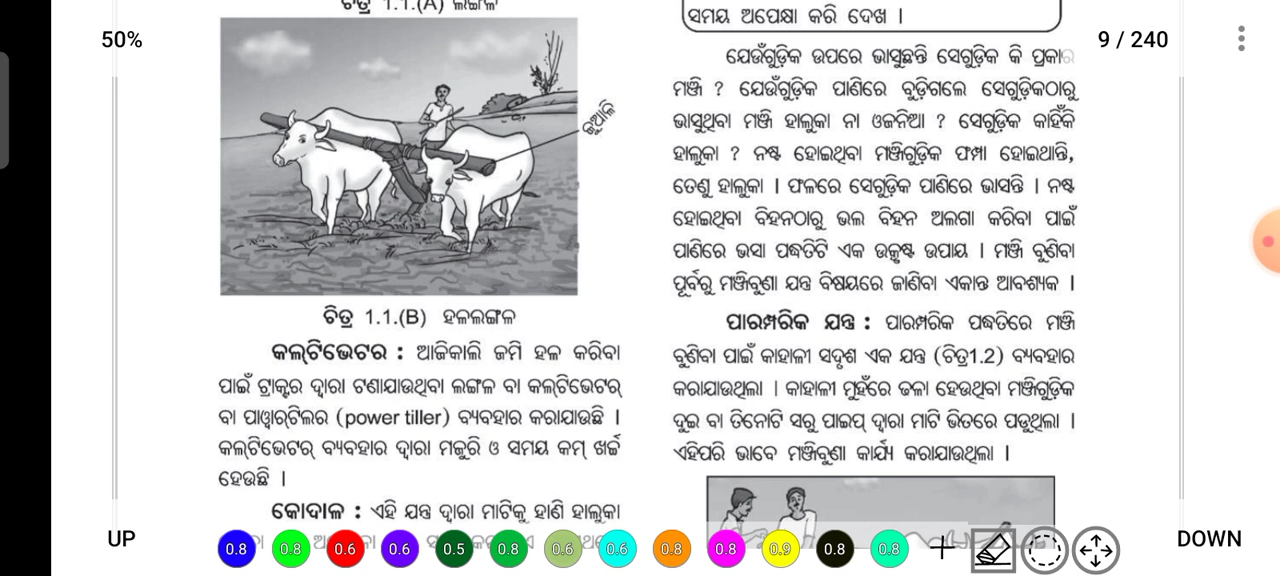 50%
9 / 240
ଚିତ୍ର 1.1.(A) ଲଙ୍ଗଳ
ଜୁଆଳି
ଚିତ୍ର 1.1.(B) ହଳଲଙ୍ଗଳ
କଲ୍‌ଟିଭେଟର : ଆଜିକାଲି ଜମି ହଳ କରିବା
ପାଇଁ ଟ୍ରାକ୍ଟର ଦ୍ୱାରା ଟଣାଯାଉଥିବା ଲଙ୍ଗଳ ବା କଲ୍‌ଟିଭେଟର୍
ବା ପାୱାର୍‌ଟିଲର (power tiller) ବ୍ୟବହାର କରାଯାଉଛି ।
କଲ୍‌ଟିଭେଟର୍ ବ୍ୟବହାର ଦ୍ୱାରା ମଜୁରି ଓ ସମୟ କମ୍ ଖର୍ଚ୍ଚ
ହେଉଛି ।
କୋଦାଳ : ଏହି ଯନ୍ତ୍ର ଦ୍ୱାରା ମାଟିକୁ ହାଣି ହାଲୁକା
ସମୟ ଅପେକ୍ଷା କରି ଦେଖ ।
ଯେଉଁଗୁଡ଼ିକ ଉପରେ ଭାସୁଛନ୍ତି ସେଗୁଡ଼ିକ କି ପ୍ରକାର
ମଞ୍ଜି ? ଯେଉଁଗୁଡ଼ିକ ପାଣିରେ ବୁଡ଼ିଗଲେ ସେଗୁଡ଼ିକଠାରୁ
ଭାସୁଥିବା ମଞ୍ଜି ହାଲୁକା ନା ଓଜନିଆ ? ସେଗୁଡ଼ିକ କାହିଁକି
ହାଲୁକା ? ନଷ୍ଟ ହୋଇଥିବା ମଞ୍ଜିଗୁଡ଼ିକ ଫମ୍ପା ହୋଇଥାନ୍ତି,
ତେଣୁ ହାଲୁକା । ଫଳରେ ସେଗୁଡ଼ିକ ପାଣିରେ ଭାସନ୍ତି । ନଷ୍ଟ
ହୋଇଥିବା ବିହନଠାରୁ ଭଲ ବିହନ ଅଲଗା କରିବା ପାଇଁ
ପାଣିରେ ଭସା ପଦ୍ଧତିଟି ଏକ ଉତ୍କୃଷ୍ଟ ଉପାୟ । ମଞ୍ଜି ବୁଣିବା
ପୂର୍ବରୁ ମଞ୍ଜିବୁଣା ଯନ୍ତ୍ର ବିଷୟରେ ଜାଣିବା ଏକାନ୍ତ ଆବଶ୍ୟକ ।
ପାରମ୍ପରିକ ଯନ୍ତ୍ର : ପାରମ୍ପରିକ ପଦ୍ଧତିରେ ମଞ୍ଜି
ବୁଣିବା ପାଇଁ କାହାଳୀ ସଦୃଶ ଏକ ଯନ୍ତ୍ର (ଚିତ୍ର1.2) ବ୍ୟବହାର
କରାଯାଉଥିଲା । କାହାଳୀ ମୁହଁରେ ଢଳା ହେଉଥିବା ମଞ୍ଜିଗୁଡ଼ିକ
ଦୁଇ ବା ତିନୋଟି ସରୁ ପାଇପ୍ ଦ୍ୱାରା ମାଟି ଭିତରେ ପଡୁଥିଲା ।
ଏହିପରି ଭାବେ ମଞ୍ଜିବୁଣା କାର୍ଯ୍ୟ କରାଯାଉଥିଲା ।
UP
0.8 0.8 0.6 0.6 0.5 0.8 0.6 0.6 0.8 0.8 0.9 0.8 0.8
DOWN